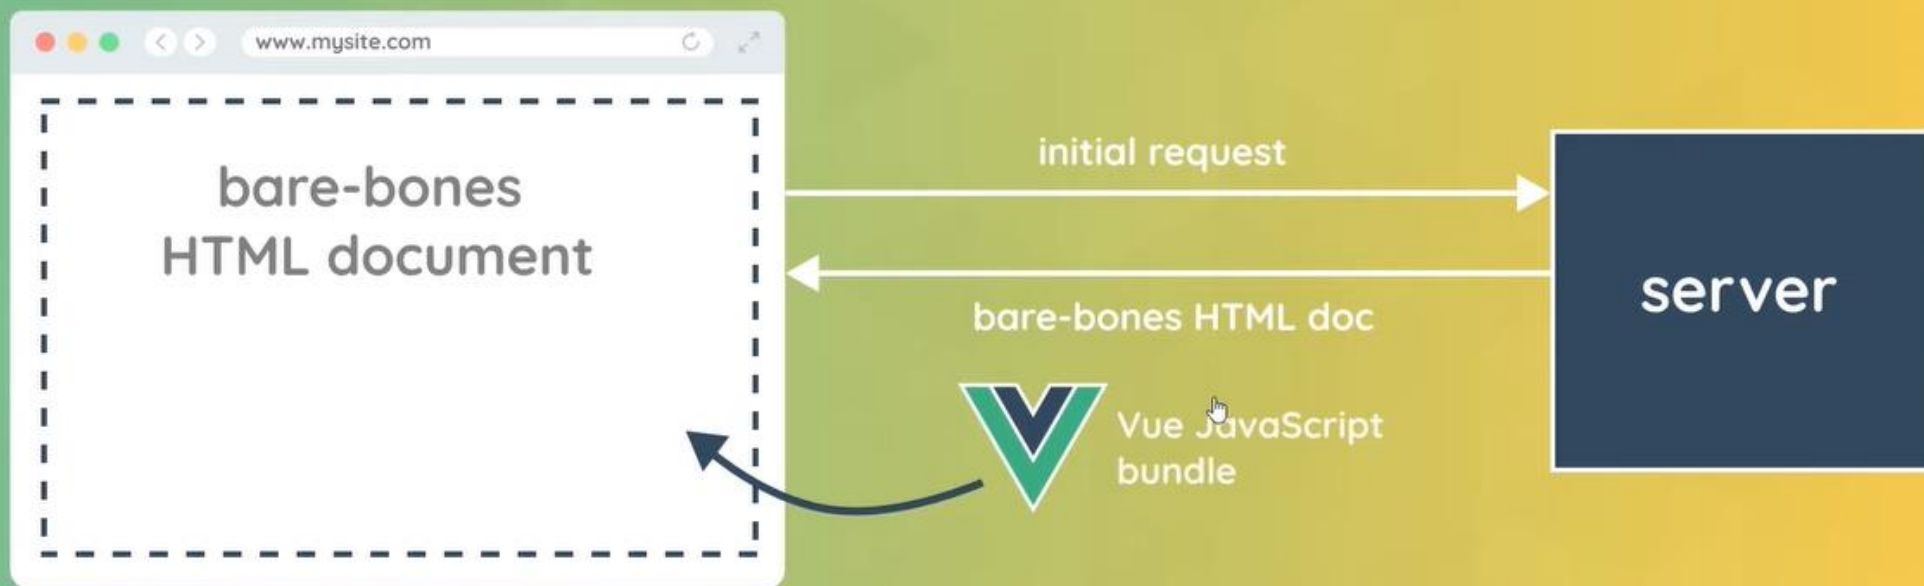 www.mysite.com
bare-bones
HTML document
initial request
bare-bones HTML doc
Vue JavaScript
bundle
server